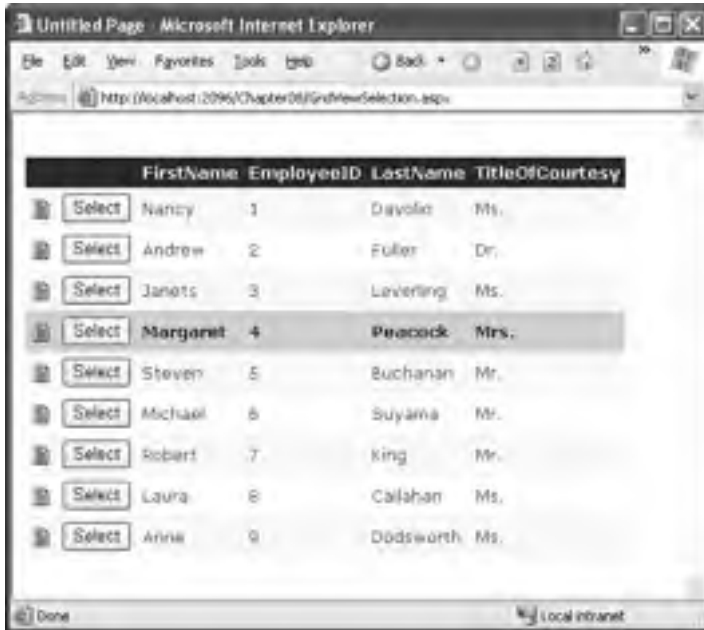 Untitled Page - Microsoft Internet Explorer
File Edit View Favorites Tools Help Back »
Address http://localhost:2096/Chapter08/GridViewSelection.aspx
FirstName EmployeeID LastName TitleOfCourtesy
Select Nancy 1 Davolio Ms.
Select Andrew 2 Fuller Dr.
Select Janets 3 Leverling Ms.
Select Margaret 4 Peacock Mrs.
Select Steven 5 Buchanan Mr.
Select Michael 6 Suyama Mr.
Select Robert 7 King Mr.
Select Laura 8 Callahan Ms.
Select Anne 9 Dodsworth Ms.
Done Local intranet